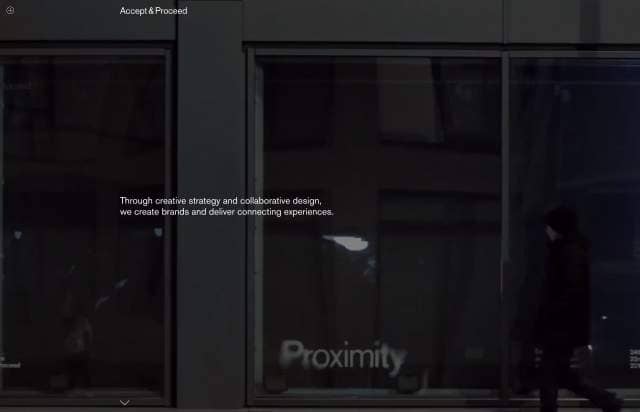 Accept & Proceed
Through creative strategy and collaborative design,
we create brands and deliver connecting experiences.
Proximity